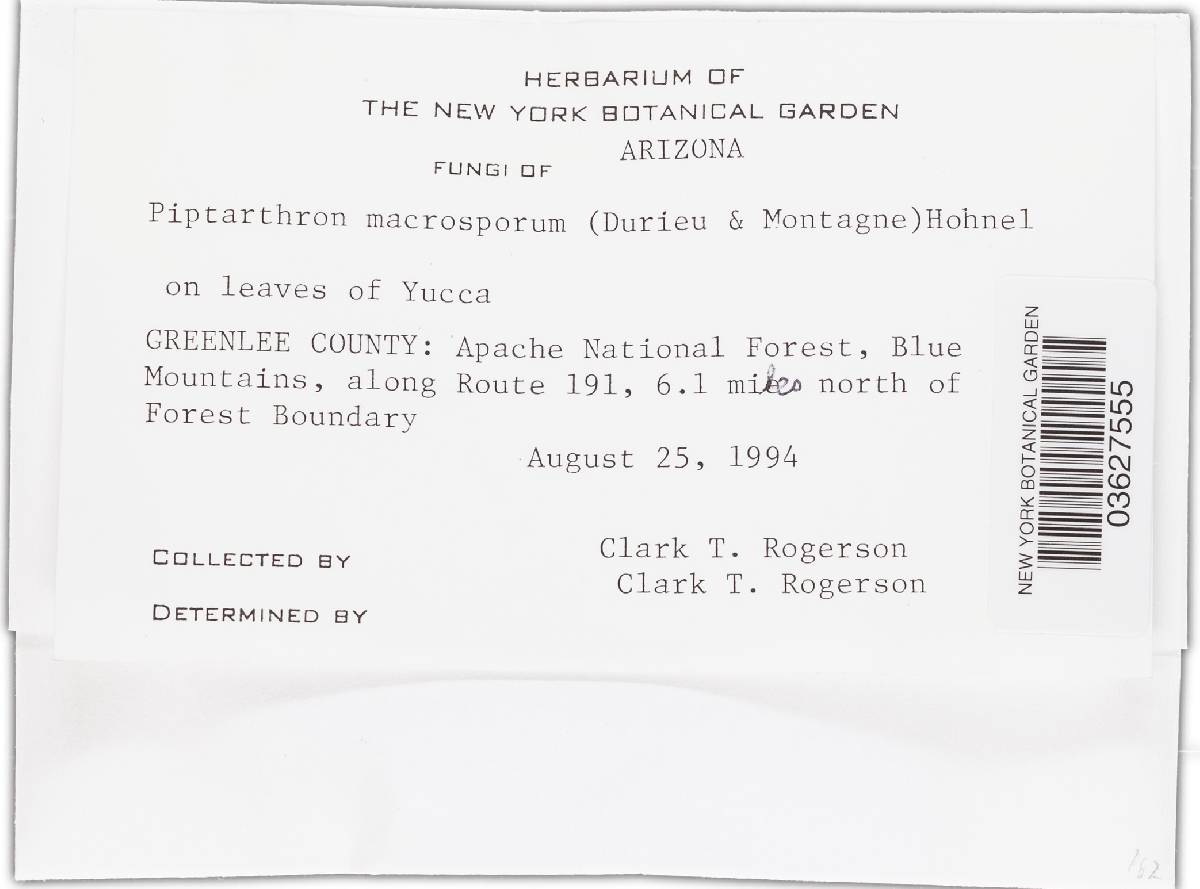 HERBARIUM OF
THE NEW YORK BOTANICAL GARDEN
ARIZONA
FUNGI OF
Piptarthron macrosporum (Durieu & Montagne)Hohnel
on leaves of Yucca
GREENLEE COUNTY: Apache National Forest, Blue
Mountains, along Route 191, 6.1 miles north of
Forest Boundary
August 25, 1994
COLLECTED BY
Clark T. Rogerson
Clark T. Rogerson
DETERMINED BY
NEW YORK BOTANICAL GARDEN
03627555